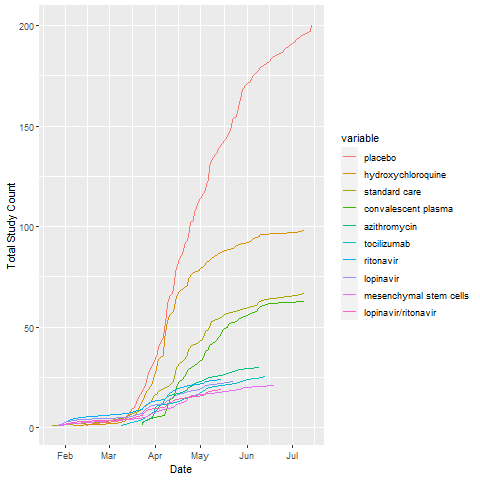 200
150
100
50
0
Total Study Count
Feb Mar Apr May Jun Jul
Date
variable
placebo
hydroxychloroquine
standard care
convalescent plasma
azithromycin
tocilizumab
ritonavir
lopinavir
mesenchymal stem cells
lopinavir/ritonavir